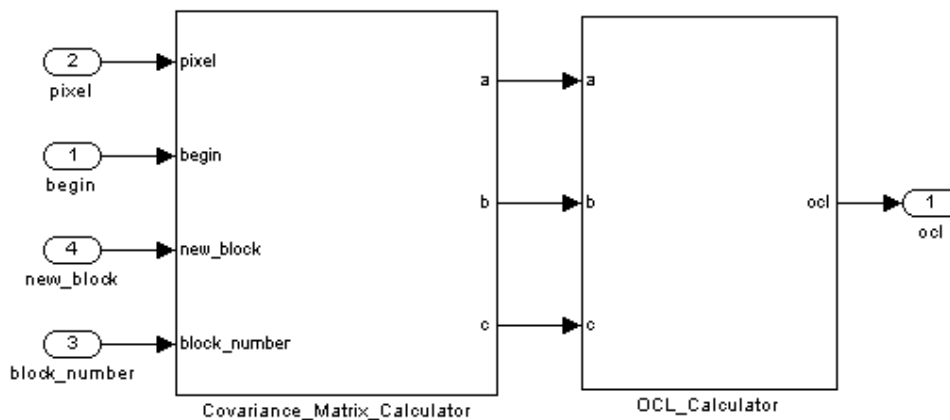 2
pixel
1
begin
4
new_block
3
block_number
pixel
begin
new_block
block_number
a
b
c
Covariance_Matrix_Calculator
a
b
c
ocl
OCL_Calculator
1
ocl